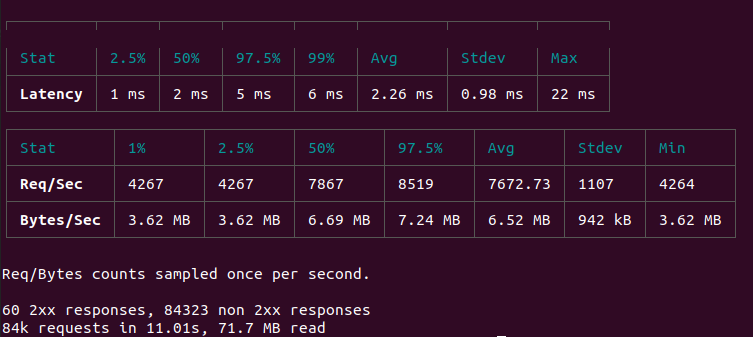 Stat 2.5% 50% 97.5% 99% Avg Stdev Max
Latency 1 ms 2 ms 5 ms 6 ms 2.26 ms 0.98 ms 22 ms
Stat 1% 2.5% 50% 97.5% Avg Stdev Min
Req/Sec 4267 4267 7867 8519 7672.73 1107 4264
Bytes/Sec 3.62 MB 3.62 MB 6.69 MB 7.24 MB 6.52 MB 942 kB 3.62 MB
Req/Bytes counts sampled once per second.
60 2xx responses, 84323 non 2xx responses
84k requests in 11.01s, 71.7 MB read